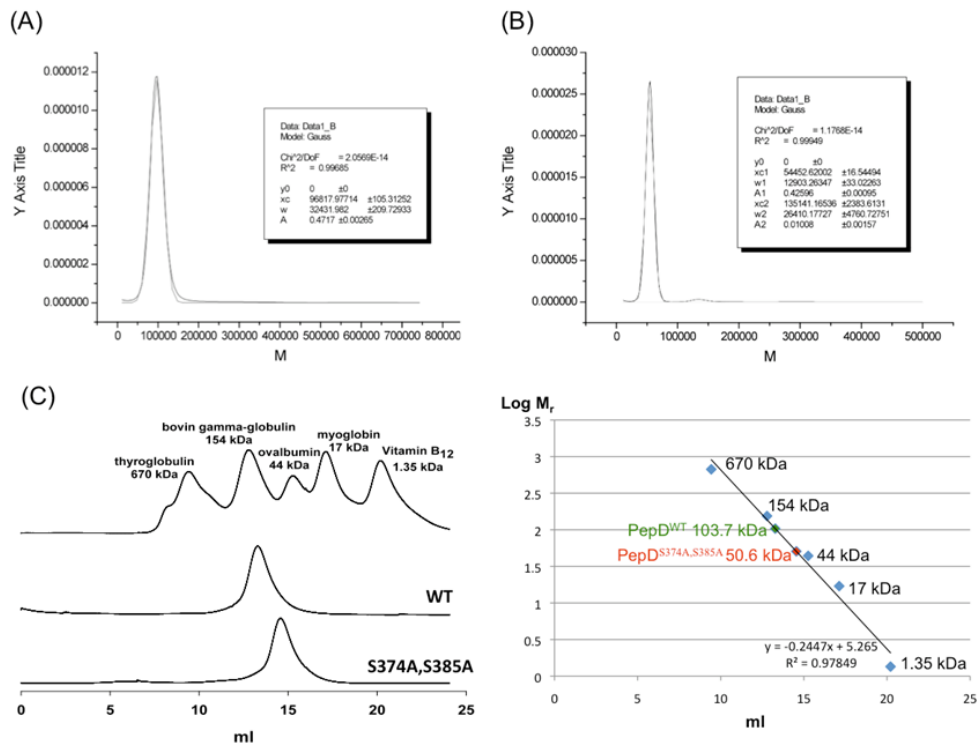 (A)
Y Axis Title
0.000012
0.000010
0.000008
0.000006
0.000004
0.000002
0.000000
Data: Data1_B
Model: Gauss
Chi^2/DoF = 2.0569E-14
R^2 = 0.99685
y0 0 ±0
xc 96817.97714 ±105.31252
w 32431.982 ±209.72933
A 0.4717 ±0.00265
0 100000 200000 300000 400000 500000 600000 700000 800000
M
(B)
Y Axis Title
0.000030
0.000025
0.000020
0.000015
0.000010
0.000005
0.000000
Data: Data1_B
Model: Gauss
Chi^2/DoF = 1.1768E-14
R^2 = 0.99949
y0 0 ±0
xc1 54452.62002 ±16.54494
w1 12903.26347 ±33.02263
A1 0.42596 ±0.00095
xc2 135141.16536 ±2383.6131
w2 26410.17727 ±4760.72751
A2 0.01008 ±0.00157
0 100000 200000 300000 400000 500000
M
(C)
thyroglobulin
670 kDa
bovin gamma-globulin
154 kDa
ovalbumin
44 kDa
myoglobin
17 kDa
Vitamin B12
1.35 kDa
WT
S374A,S385A
0 5 10 15 20 25
ml
Log Mr
3.5
3
2.5
2
1.5
1
0.5
0
670 kDa
154 kDa
PepDWT 103.7 kDa
PepDS374A,S385A 50.6 kDa
44 kDa
17 kDa
y = -0.2447x + 5.265
R² = 0.97849
1.35 kDa
0 5 10 15 20 25
ml